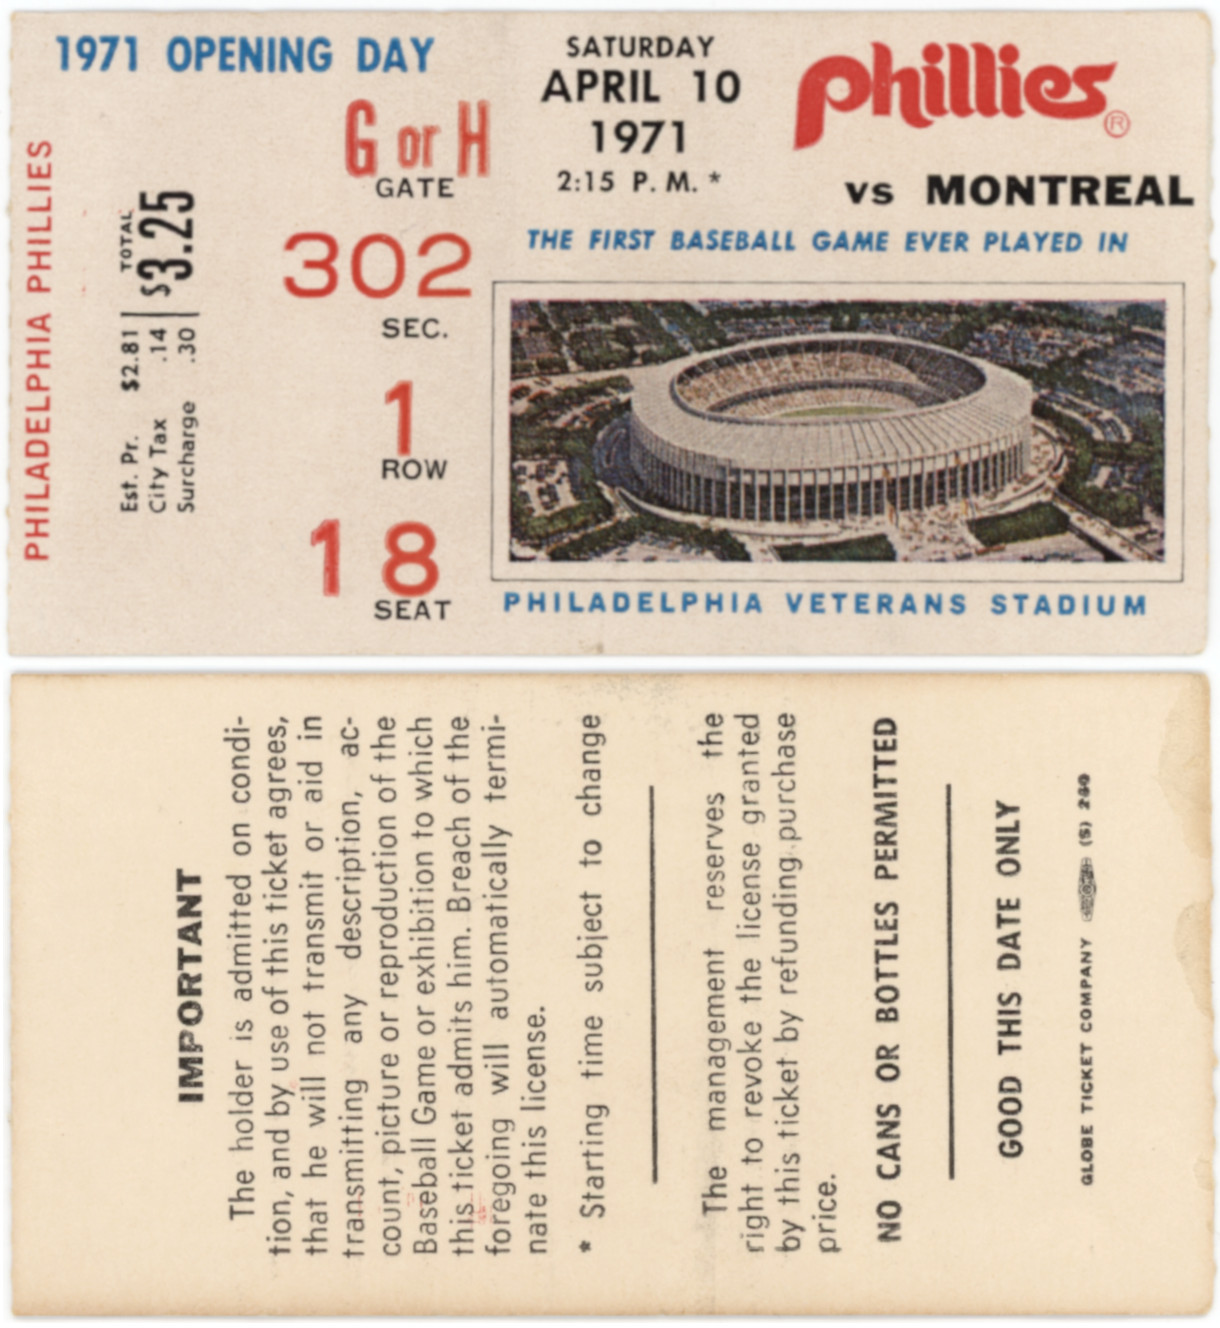 1971 OPENING DAY
PHILADELPHIA PHILLIES
Est. Pr. $2.81
City Tax .14
Surcharge .30
TOTAL
$3.25
G or H
GATE
302
SEC.
1
ROW
18
SEAT
SATURDAY
APRIL 10
1971
2:15 P. M. *
phillies ®
vs MONTREAL
THE FIRST BASEBALL GAME EVER PLAYED IN
PHILADELPHIA VETERANS STADIUM
IMPORTANT
The holder is admitted on condi-
tion, and by use of this ticket agrees,
that he will not transmit or aid in
transmitting any description, ac-
count, picture or reproduction of the
Baseball Game or exhibition to which
this ticket admits him. Breach of the
foregoing will automatically termi-
nate this license.
* Starting time subject to change
The management reserves the
right to revoke the license granted
by this ticket by refunding purchase
price.
NO CANS OR BOTTLES PERMITTED
GOOD THIS DATE ONLY
GLOBE TICKET COMPANY (S)